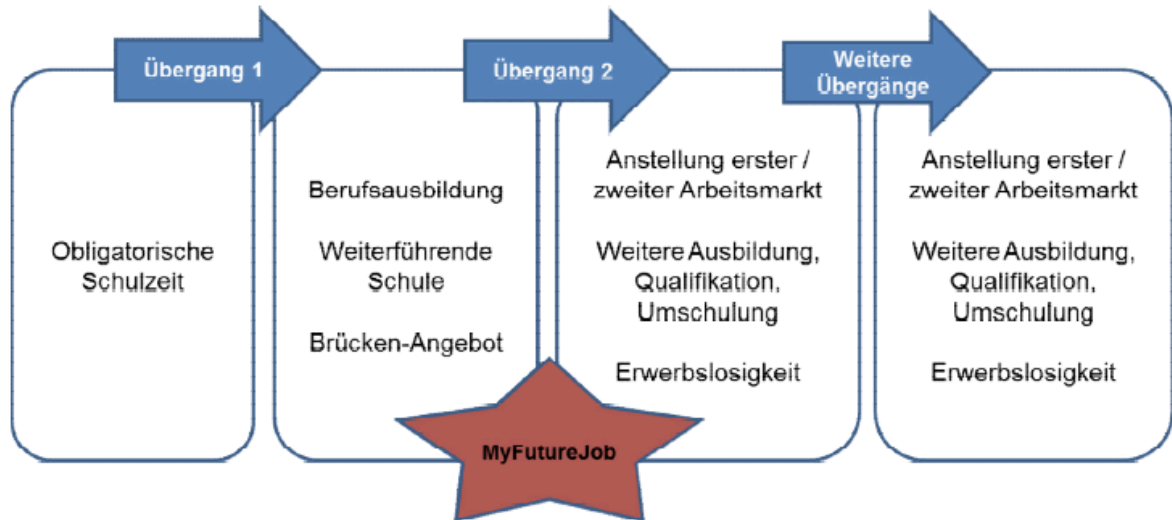 Übergang 1
Übergang 2
Weitere
Übergänge
Obligatorische
Schulzeit
Berufsausbildung
Weiterführende
Schule
Brücken-Angebot
Anstellung erster /
zweiter Arbeitsmarkt
Weitere Ausbildung,
Qualifikation,
Umschulung
Erwerbslosigkeit
Anstellung erster /
zweiter Arbeitsmarkt
Weitere Ausbildung,
Qualifikation,
Umschulung
Erwerbslosigkeit
MyFutureJob